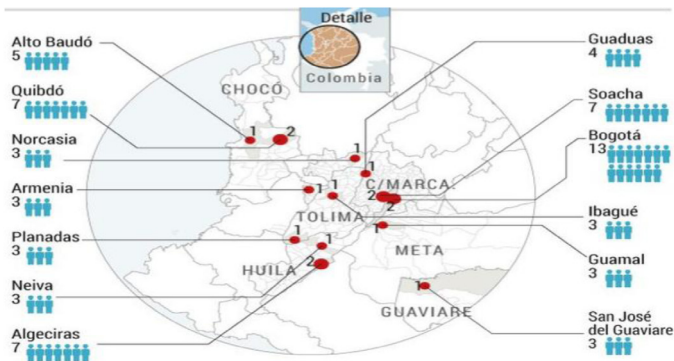 Detalle
Colombia
Alto Baudó
5
Quibdó
7
Norcasia
3
Armenia
3
Planadas
3
Neiva
3
Algeciras
7
CHOCÓ
C/MARCA.
TOLIMA
META
HUILA
GUAVIARE
1
2
1
1
1
1
2
2
1
1
1
2
1
Guaduas
4
Soacha
7
Bogotá
13
Ibagué
3
Guamal
3
San José
del Guaviare
3